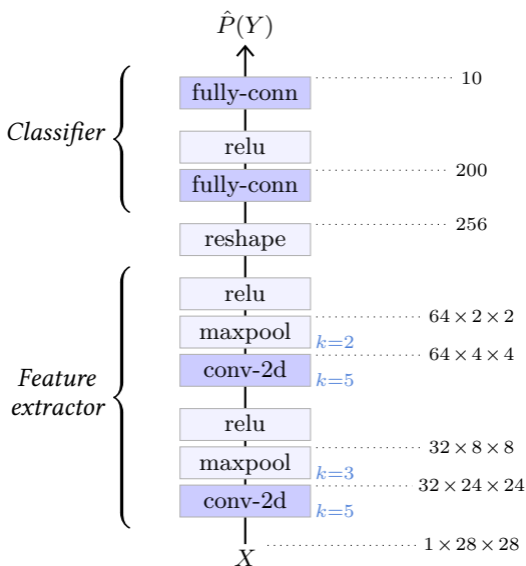 P̂(Y)
fully-conn
10
Classifier
relu
fully-conn
200
reshape
256
relu
maxpool
k=2
64 × 2 × 2
conv-2d
k=5
64 × 4 × 4
Feature
extractor
relu
maxpool
k=3
32 × 8 × 8
conv-2d
k=5
32 × 24 × 24
X
1 × 28 × 28